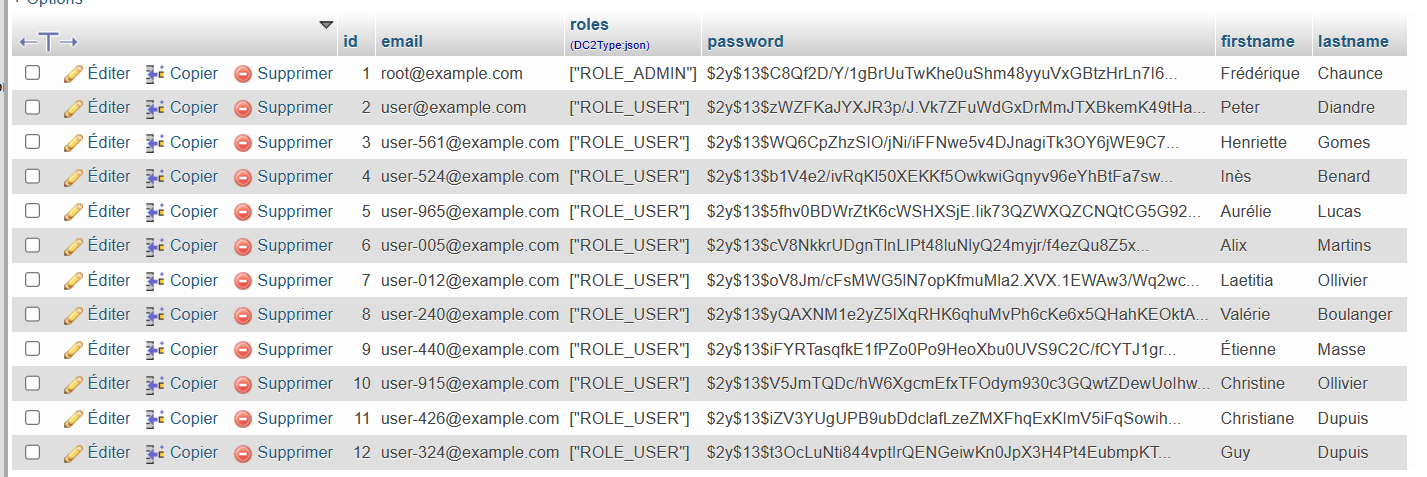 Options
id email roles (DC2Type:json) password firstname lastname
Éditer Copier Supprimer 1 root@example.com ["ROLE_ADMIN"] $2y$13$C8Qf2D/Y/1gBrUuTwKhe0uShm48yyuVxGBtzHrLn7I6... Frédérique Chaunce
Éditer Copier Supprimer 2 user@example.com ["ROLE_USER"] $2y$13$zWZFKaJYXJR3p/J.Vk7ZFuWdGxDrMmJTXBkemK49tHa... Peter Diandre
Éditer Copier Supprimer 3 user-561@example.com ["ROLE_USER"] $2y$13$WQ6CpZhzSIO/jNi/iFFNwe5v4DJnagiTk3OY6jWE9C7... Henriette Gomes
Éditer Copier Supprimer 4 user-524@example.com ["ROLE_USER"] $2y$13$b1V4e2/ivRqKl50XEKKf5OwkwiGqnyv96eYhBtFa7sw... Inès Benard
Éditer Copier Supprimer 5 user-965@example.com ["ROLE_USER"] $2y$13$5fhv0BDWrZtK6cWSHXSjE.Iik73QZWXQZCNQtCG5G92... Aurélie Lucas
Éditer Copier Supprimer 6 user-005@example.com ["ROLE_USER"] $2y$13$cV8NkkrUDgnTlnLIPt48luNlyQ24myjr/f4ezQu8Z5x... Alix Martins
Éditer Copier Supprimer 7 user-012@example.com ["ROLE_USER"] $2y$13$oV8Jm/cFsMWG5lN7opKfmuMla2.XVX.1EWAw3/Wq2wc... Laetitia Ollivier
Éditer Copier Supprimer 8 user-240@example.com ["ROLE_USER"] $2y$13$yQAXNM1e2yZ5IXqRHK6qhuMvPh6cKe6x5QHahKEOktA... Valérie Boulanger
Éditer Copier Supprimer 9 user-440@example.com ["ROLE_USER"] $2y$13$iFYRTasqfkE1fPZo0Po9HeoXbu0UVS9C2C/fCYTJ1gr... Étienne Masse
Éditer Copier Supprimer 10 user-915@example.com ["ROLE_USER"] $2y$13$V5JmTQDc/hW6XgcmEfxTFOdym930c3GQwtZDewUoIhw... Christine Ollivier
Éditer Copier Supprimer 11 user-426@example.com ["ROLE_USER"] $2y$13$iZV3YUgUPB9ubDdclafLzeZMXFhqExKlmV5iFqSowih... Christiane Dupuis
Éditer Copier Supprimer 12 user-324@example.com ["ROLE_USER"] $2y$13$t3OcLuNti844vptlrQENGeiwKn0JpX3H4Pt4EubmpKT... Guy Dupuis